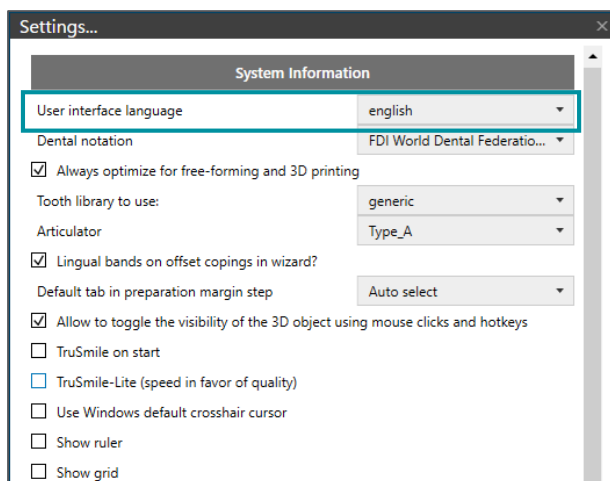 Settings...
System Information
User interface language english
Dental notation FDI World Dental Federatio...
Always optimize for free-forming and 3D printing
Tooth library to use: generic
Articulator Type_A
Lingual bands on offset copings in wizard?
Default tab in preparation margin step Auto select
Allow to toggle the visibility of the 3D object using mouse clicks and hotkeys
TruSmile on start
TruSmile-Lite (speed in favor of quality)
Use Windows default crosshair cursor
Show ruler
Show grid